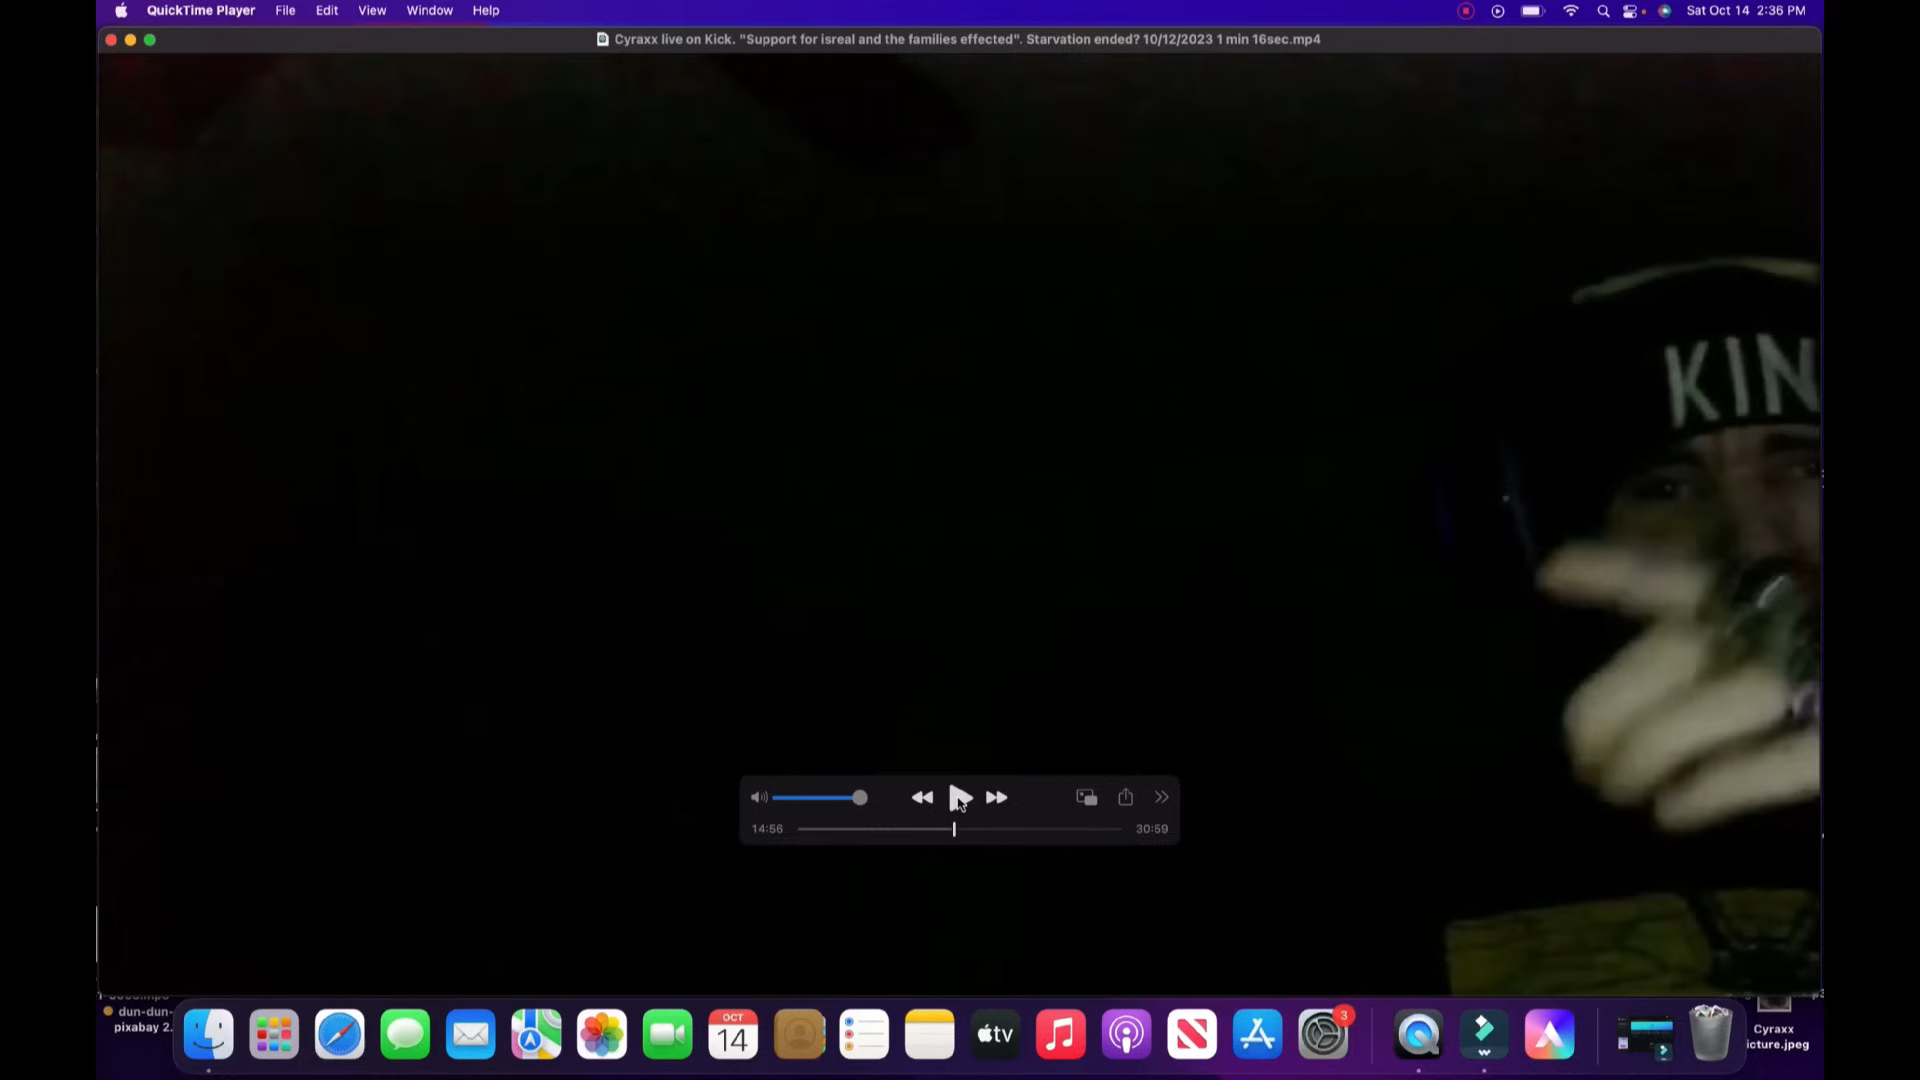 QuickTime Player File Edit View Window Help Sat Oct 14 2:36 PM
Cyraxx live on Kick. "Support for isreal and the families effected". Starvation ended? 10/12/2023 1 min 16sec.mp4
KIN
14:56 30:59
dun-dun-
pixabay 2.
OCT
14
tv
3
Cyraxx
icture.jpeg